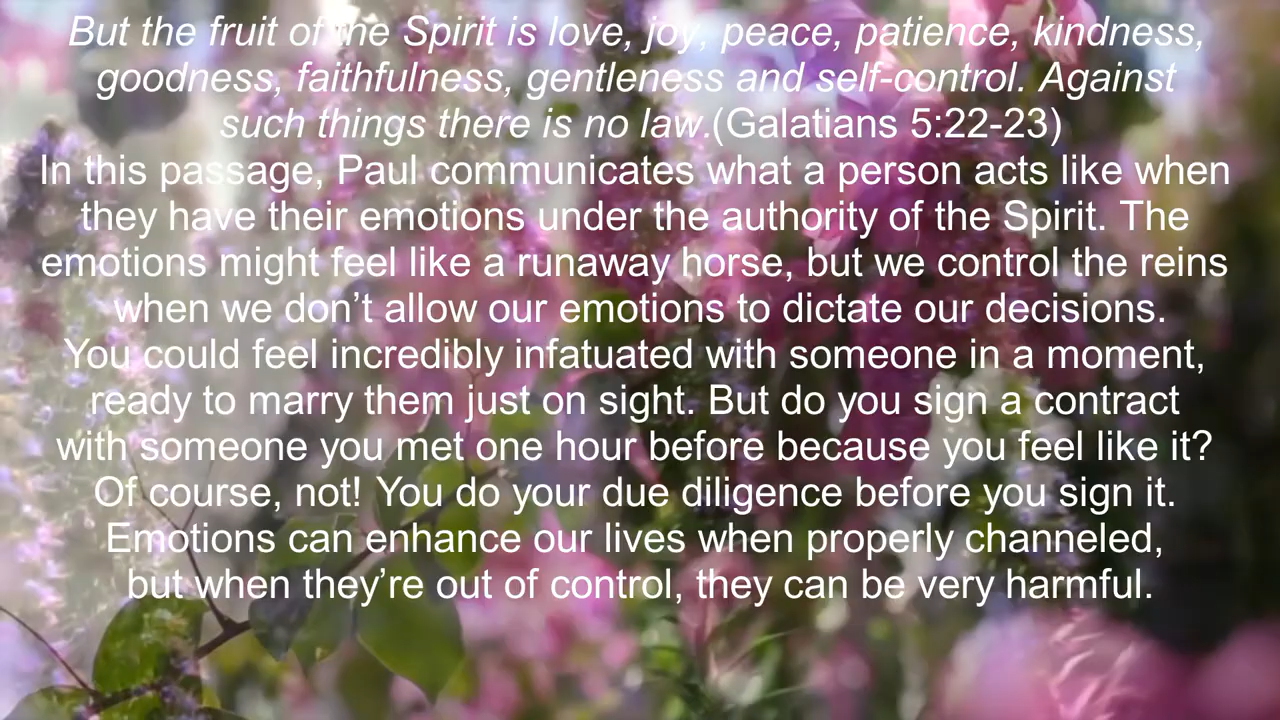 But the fruit of the Spirit is love, joy, peace, patience, kindness,
goodness, faithfulness, gentleness and self-control. Against
such things there is no law.(Galatians 5:22-23)
In this passage, Paul communicates what a person acts like when
they have their emotions under the authority of the Spirit. The
emotions might feel like a runaway horse, but we control the reins
when we don’t allow our emotions to dictate our decisions.
You could feel incredibly infatuated with someone in a moment,
ready to marry them just on sight. But do you sign a contract
with someone you met one hour before because you feel like it?
Of course, not! You do your due diligence before you sign it.
Emotions can enhance our lives when properly channeled,
but when they’re out of control, they can be very harmful.